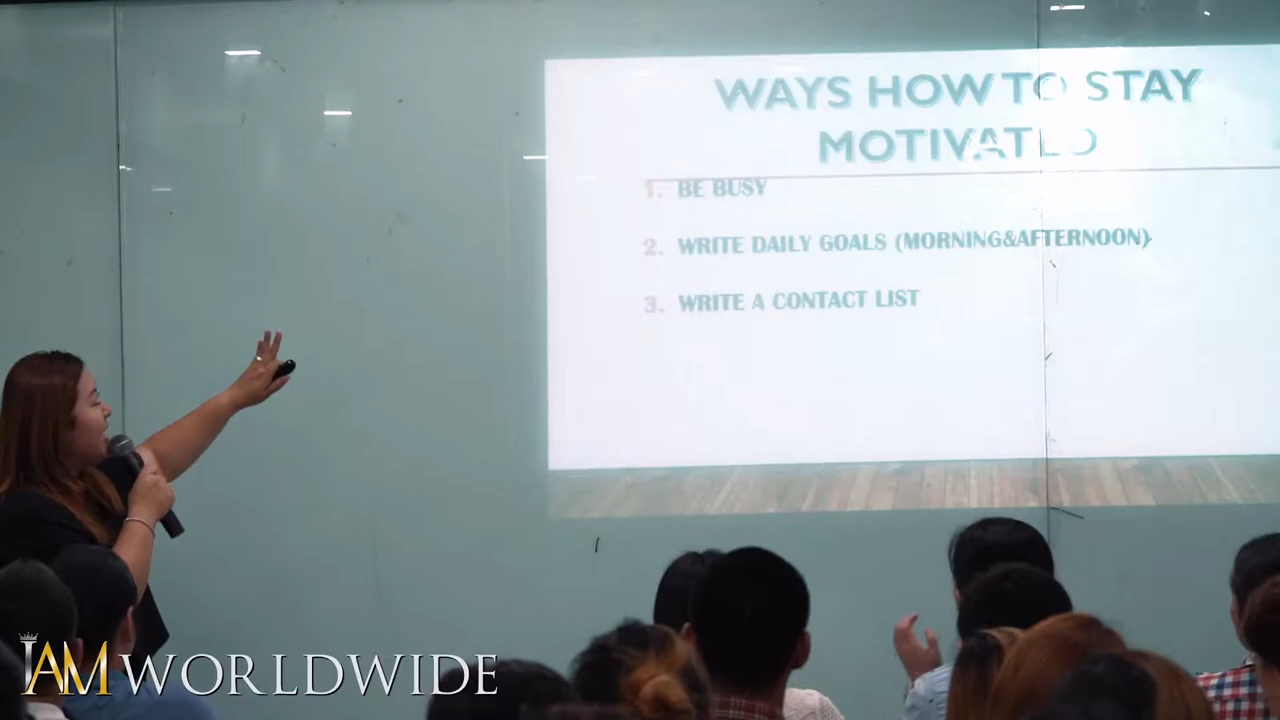 WAYS HOW TO STAY
MOTIVATED
1. BE BUSY
2. WRITE DAILY GOALS (MORNING&AFTERNOON)
3. WRITE A CONTACT LIST
IAM WORLDWIDE